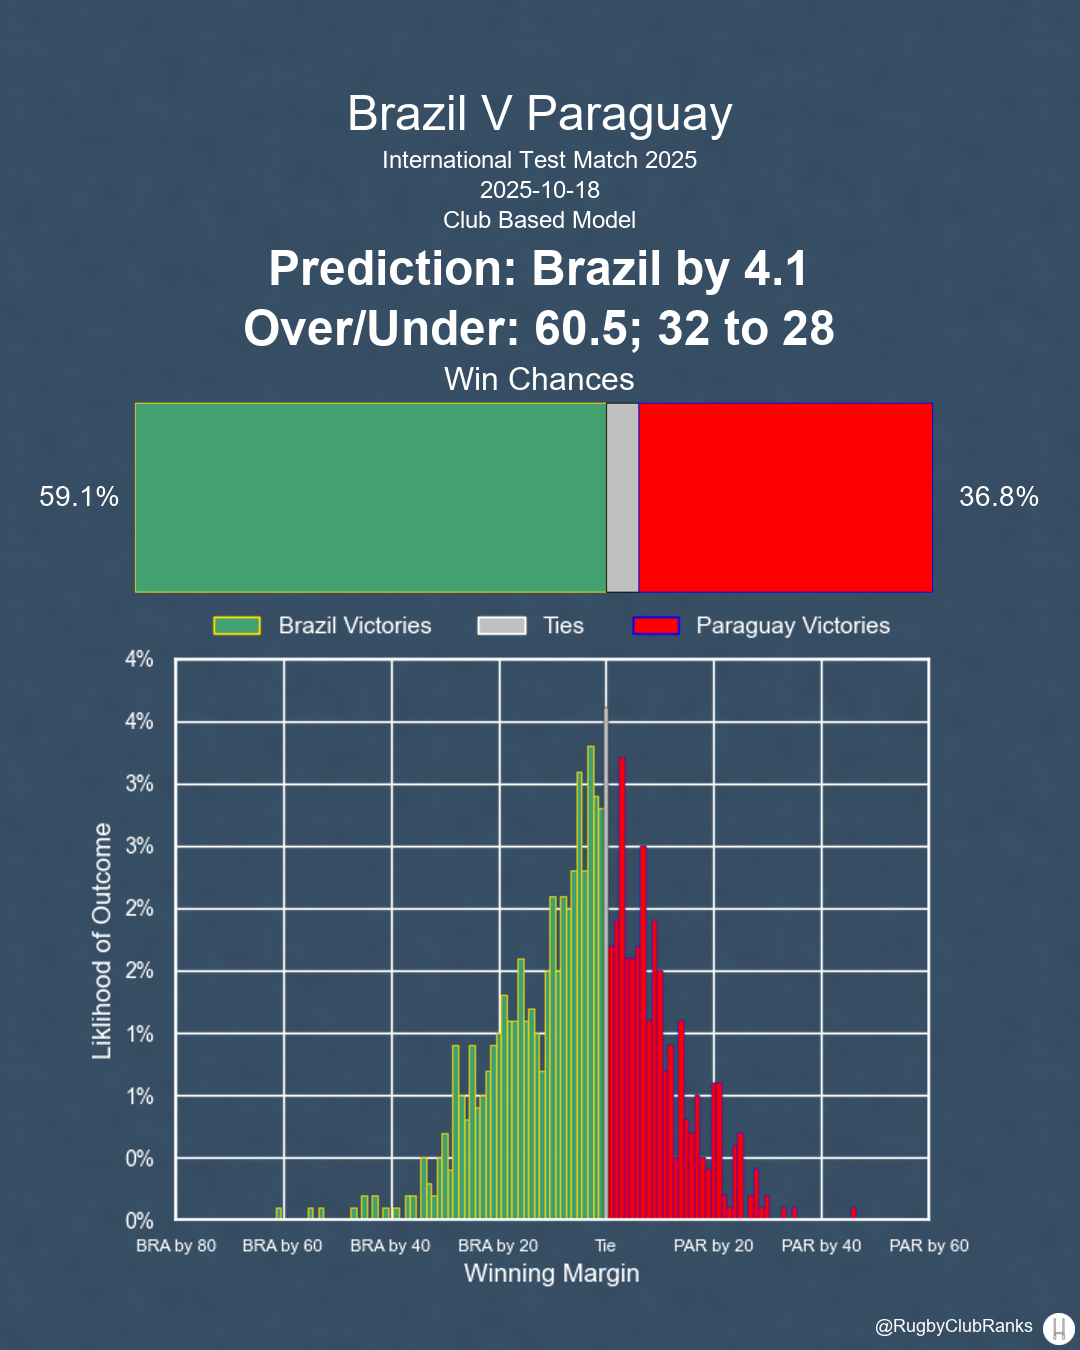 Brazil V Paraguay
International Test Match 2025
2025-10-18
Club Based Model
Prediction: Brazil by 4.1
Over/Under: 60.5; 32 to 28
Win Chances
59.1%
36.8%
Brazil Victories
Ties
Paraguay Victories
4%
4%
3%
3%
2%
2%
1%
1%
0%
0%
Liklihood of Outcome
BRA by 80
BRA by 60
BRA by 40
BRA by 20
Tie
PAR by 20
PAR by 40
PAR by 60
Winning Margin
@RugbyClubRanks